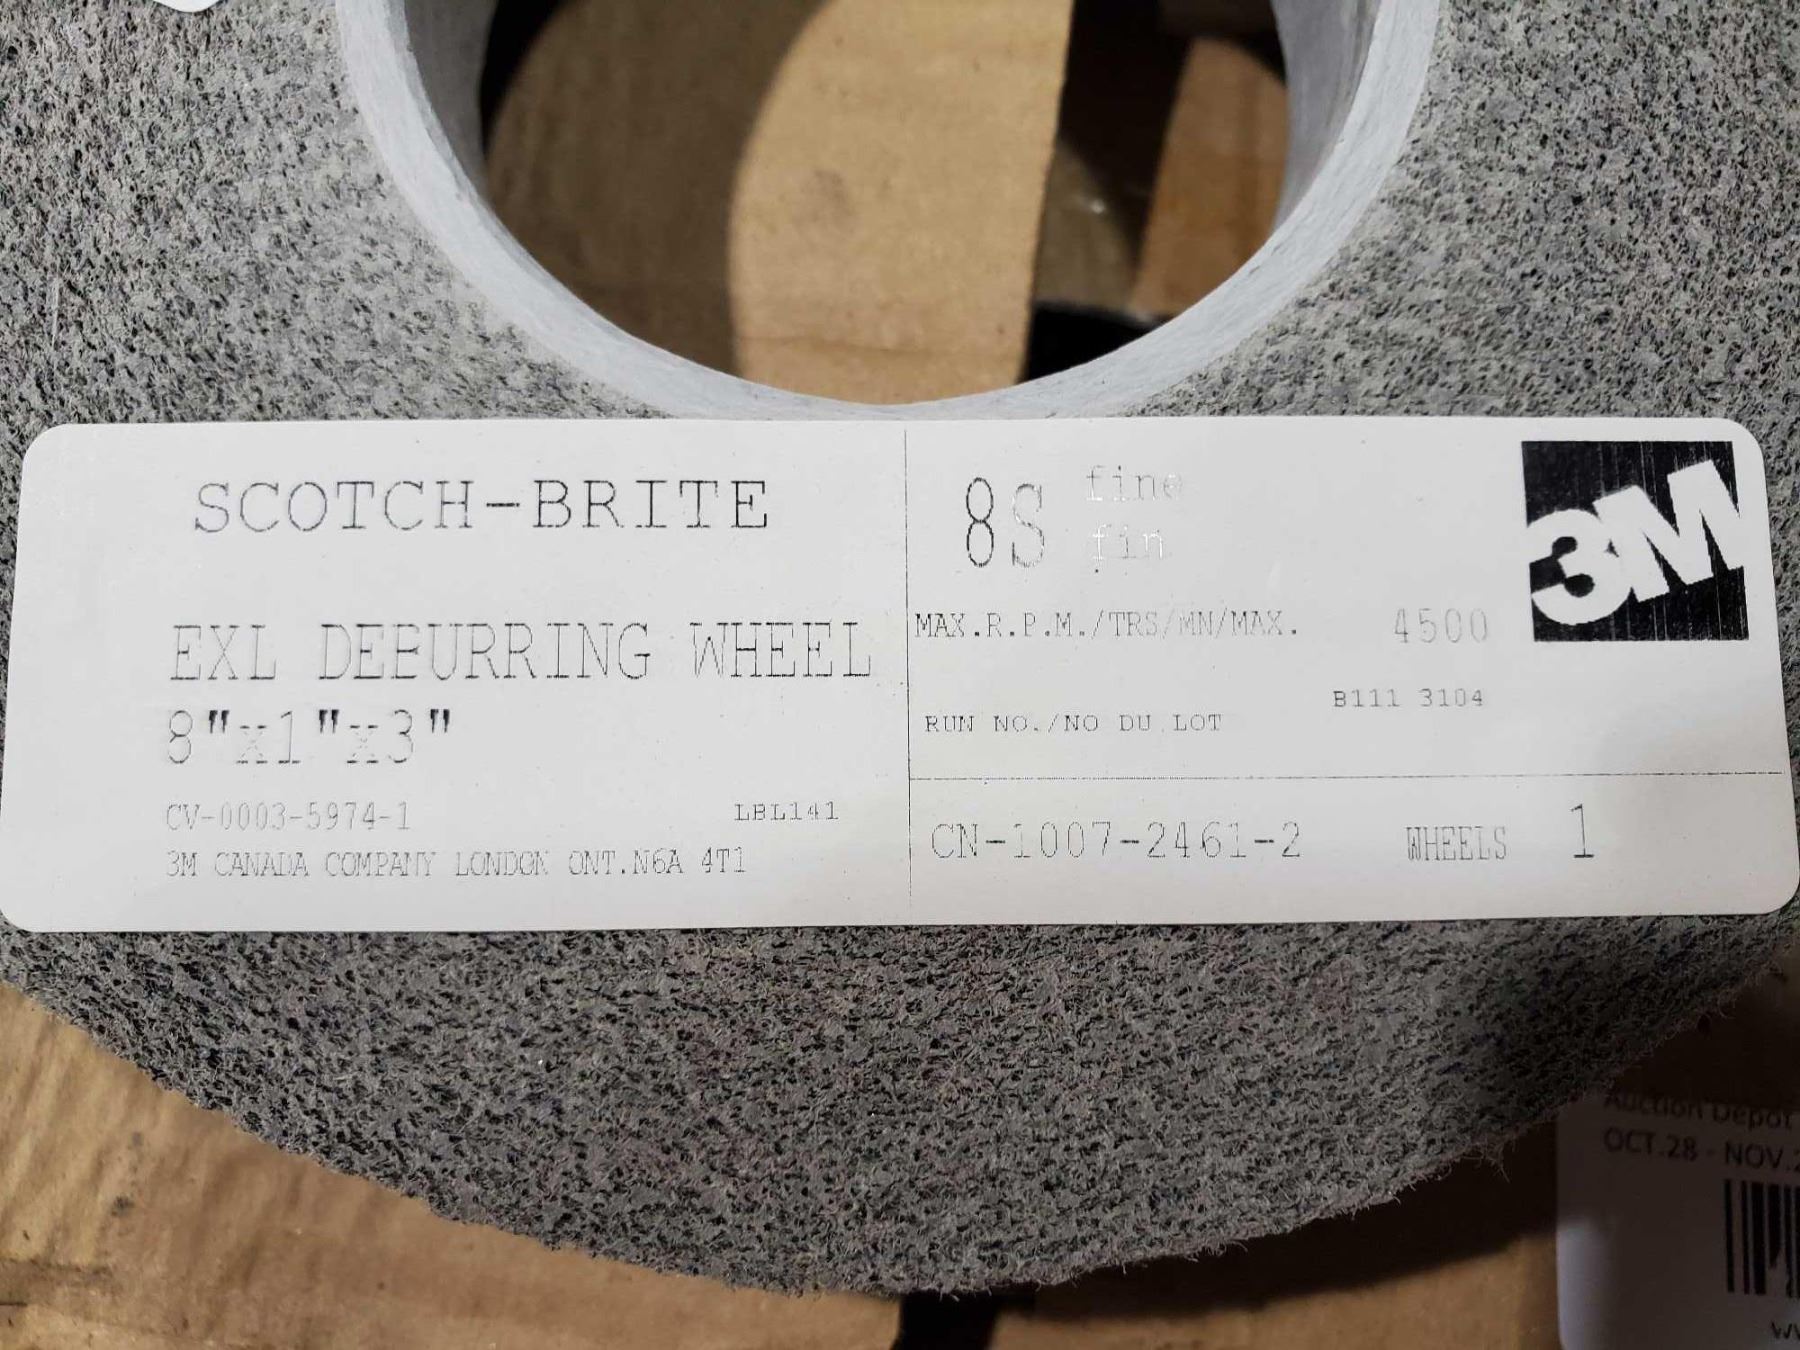 SCOTCH-BRITE
EXL DEBURRING WHEEL
8"x1"x3"
CV-0003-5974-1 LBL141
3M CANADA COMPANY LONDON ONT.N6A 4T1
8S fine
fin
3M
MAX.R.P.M./TRS/MN/MAX. 4500
B111 3104
RUN NO./NO DU LOT
CN-1007-2461-2 WHEELS 1
Auction Depot
OCT.28 - NOV.